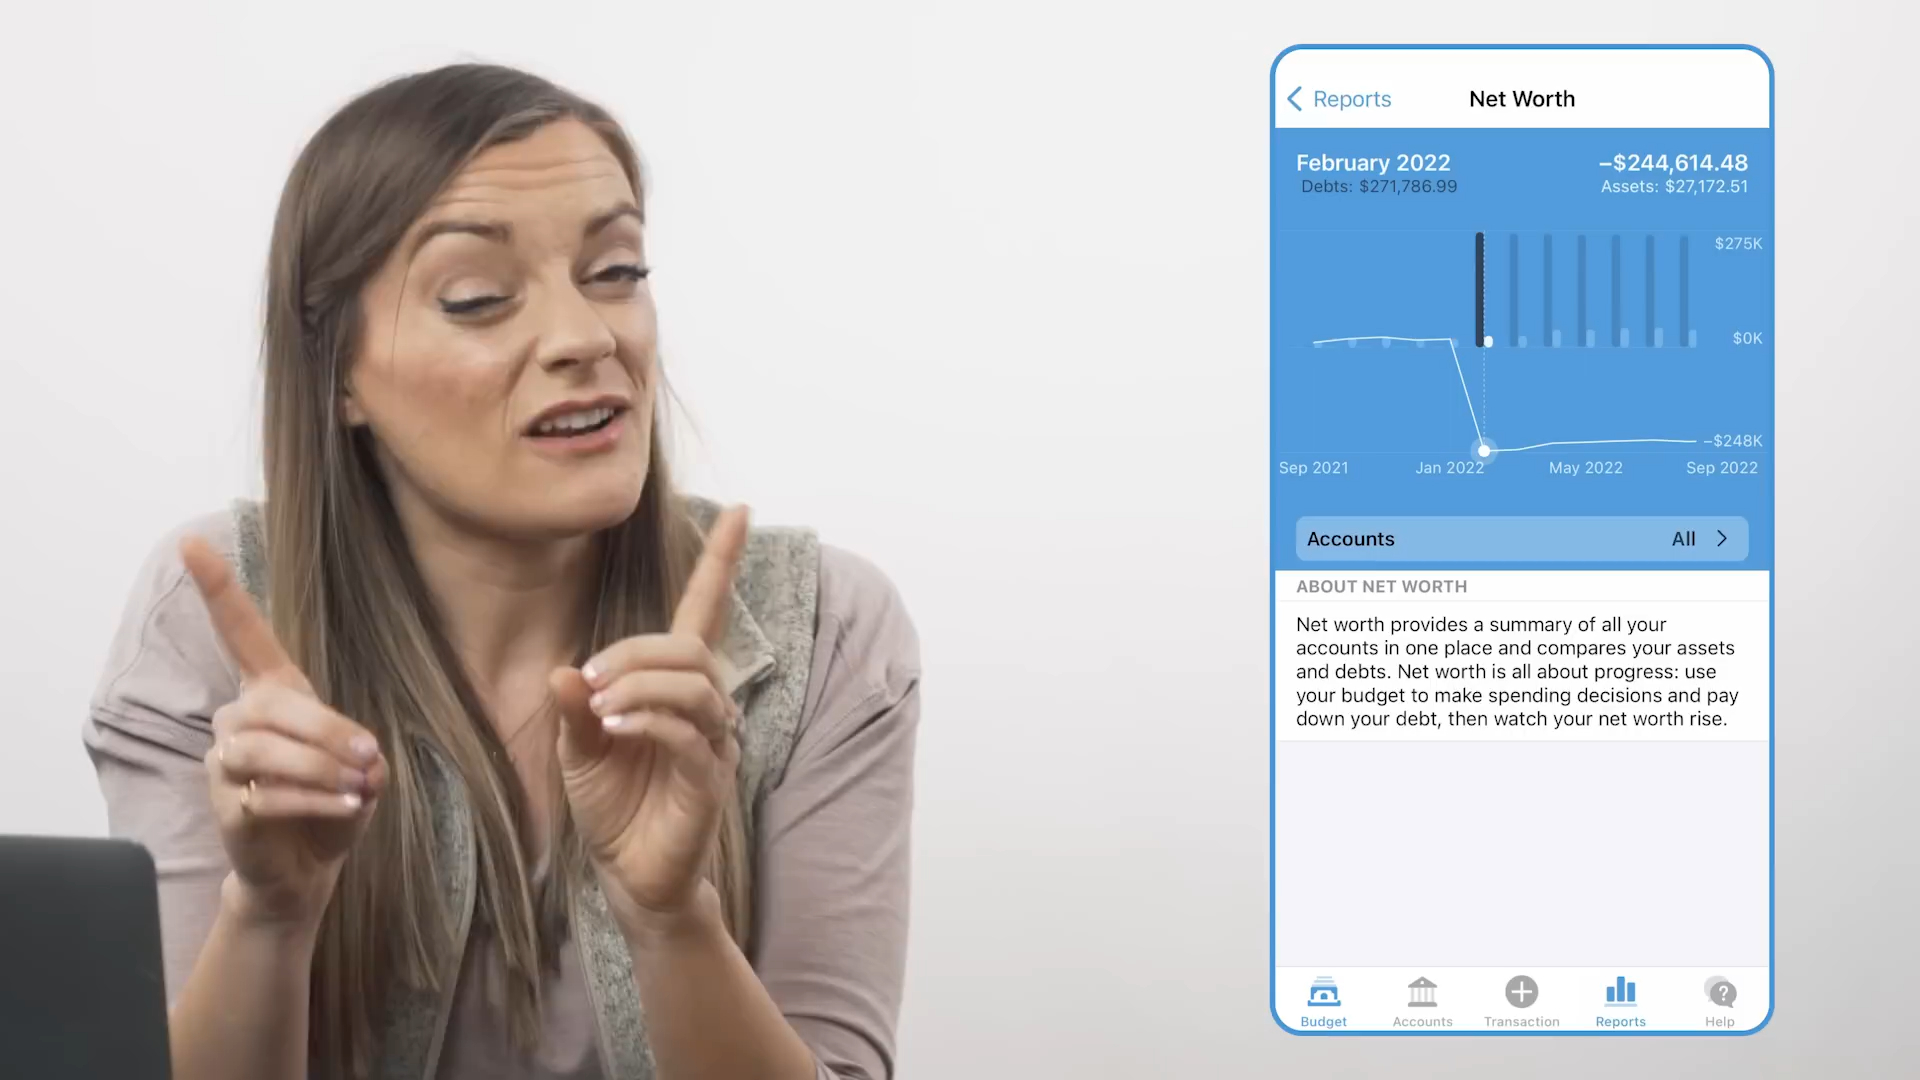 Reports
Net Worth
February 2022
–$244,614.48
Debts: $271,786.99
Assets: $27,172.51
$275K
$0K
–$248K
Sep 2021
Jan 2022
May 2022
Sep 2022
Accounts
All
ABOUT NET WORTH
Net worth provides a summary of all your
accounts in one place and compares your assets
and debts. Net worth is all about progress: use
your budget to make spending decisions and pay
down your debt, then watch your net worth rise.
Budget
Accounts
Transaction
Reports
Help